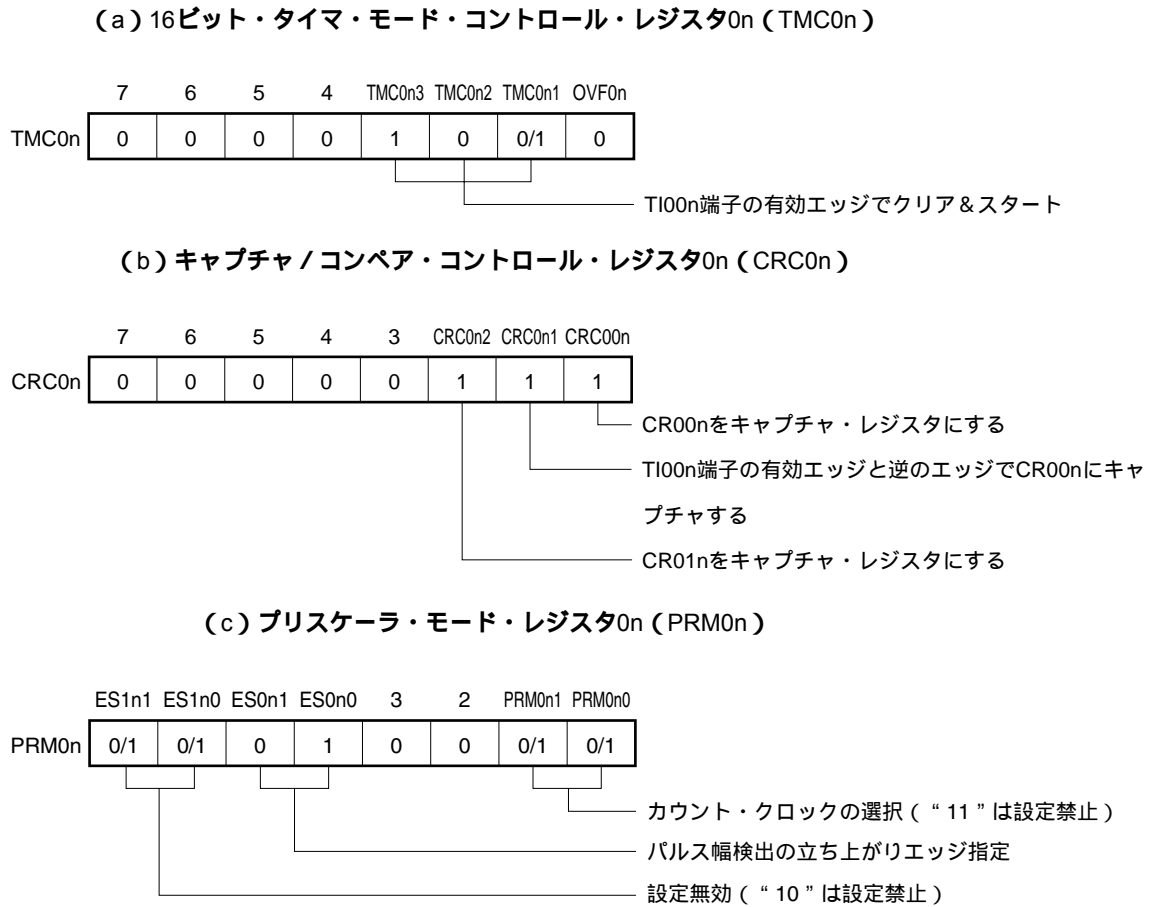 (a) 16ビット・タイマ・モード・コントロール・レジスタ0n (TMC0n)
7 6 5 4 TMC0n3 TMC0n2 TMC0n1 OVF0n
TMC0n 0 0 0 0 1 0 0/1 0
TI00n端子の有効エッジでクリア&スタート
(b) キャプチャ/コンペア・コントロール・レジスタ0n (CRC0n)
7 6 5 4 3 CRC0n2 CRC0n1 CRC00n
CRC0n 0 0 0 0 0 1 1 1
CR00nをキャプチャ・レジスタにする
TI00n端子の有効エッジと逆のエッジでCR00nにキャ
プチャする
CR01nをキャプチャ・レジスタにする
(c) プリスケーラ・モード・レジスタ0n (PRM0n)
ES1n1 ES1n0 ES0n1 ES0n0 3 2 PRM0n1 PRM0n0
PRM0n 0/1 0/1 0 1 0 0 0/1 0/1
カウント・クロックの選択(“11”は設定禁止)
パルス幅検出の立ち上がりエッジ指定
設定無効(“10”は設定禁止)